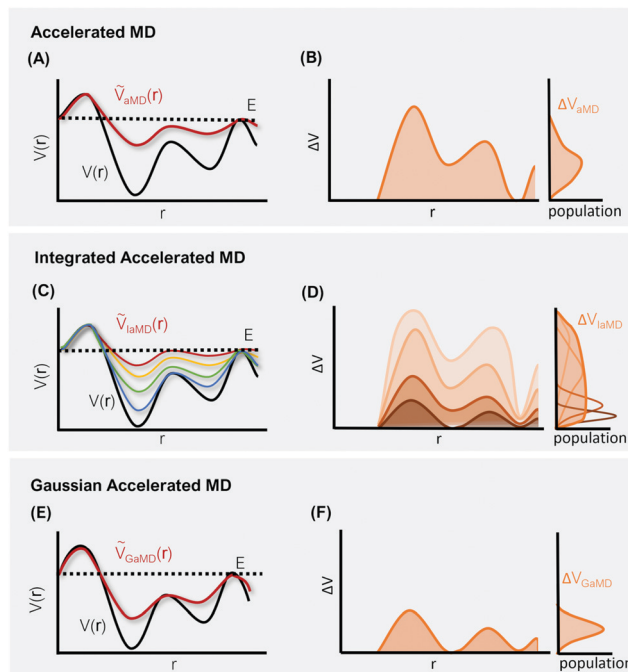 Accelerated MD
(A)
(B)
Ṽ_aMD(r)
E
V(r)
V(r)
r
ΔV
r
ΔV_aMD
population
Integrated Accelerated MD
(C)
(D)
Ṽ_IaMD(r)
E
V(r)
V(r)
r
ΔV
r
ΔV_IaMD
population
Gaussian Accelerated MD
(E)
(F)
Ṽ_GaMD(r)
E
V(r)
V(r)
r
ΔV
r
ΔV_GaMD
population